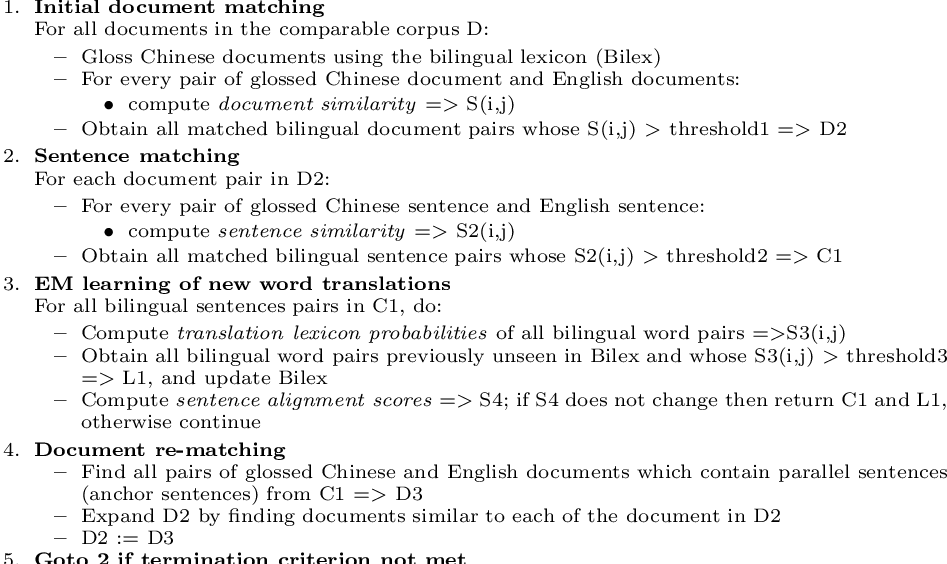 1. Initial document matching
For all documents in the comparable corpus D:
– Gloss Chinese documents using the bilingual lexicon (Bilex)
– For every pair of glossed Chinese document and English documents:
• compute document similarity => S(i,j)
– Obtain all matched bilingual document pairs whose S(i,j) > threshold1 => D2
2. Sentence matching
For each document pair in D2:
– For every pair of glossed Chinese sentence and English sentence:
• compute sentence similarity => S2(i,j)
– Obtain all matched bilingual sentence pairs whose S2(i,j) > threshold2 => C1
3. EM learning of new word translations
For all bilingual sentences pairs in C1, do:
– Compute translation lexicon probabilities of all bilingual word pairs =>S3(i,j)
– Obtain all bilingual word pairs previously unseen in Bilex and whose S3(i,j) > threshold3
=> L1, and update Bilex
– Compute sentence alignment scores => S4; if S4 does not change then return C1 and L1,
otherwise continue
4. Document re-matching
– Find all pairs of glossed Chinese and English documents which contain parallel sentences
(anchor sentences) from C1 => D3
– Expand D2 by finding documents similar to each of the document in D2
– D2 := D3
5. Goto 2 if termination criterion not met